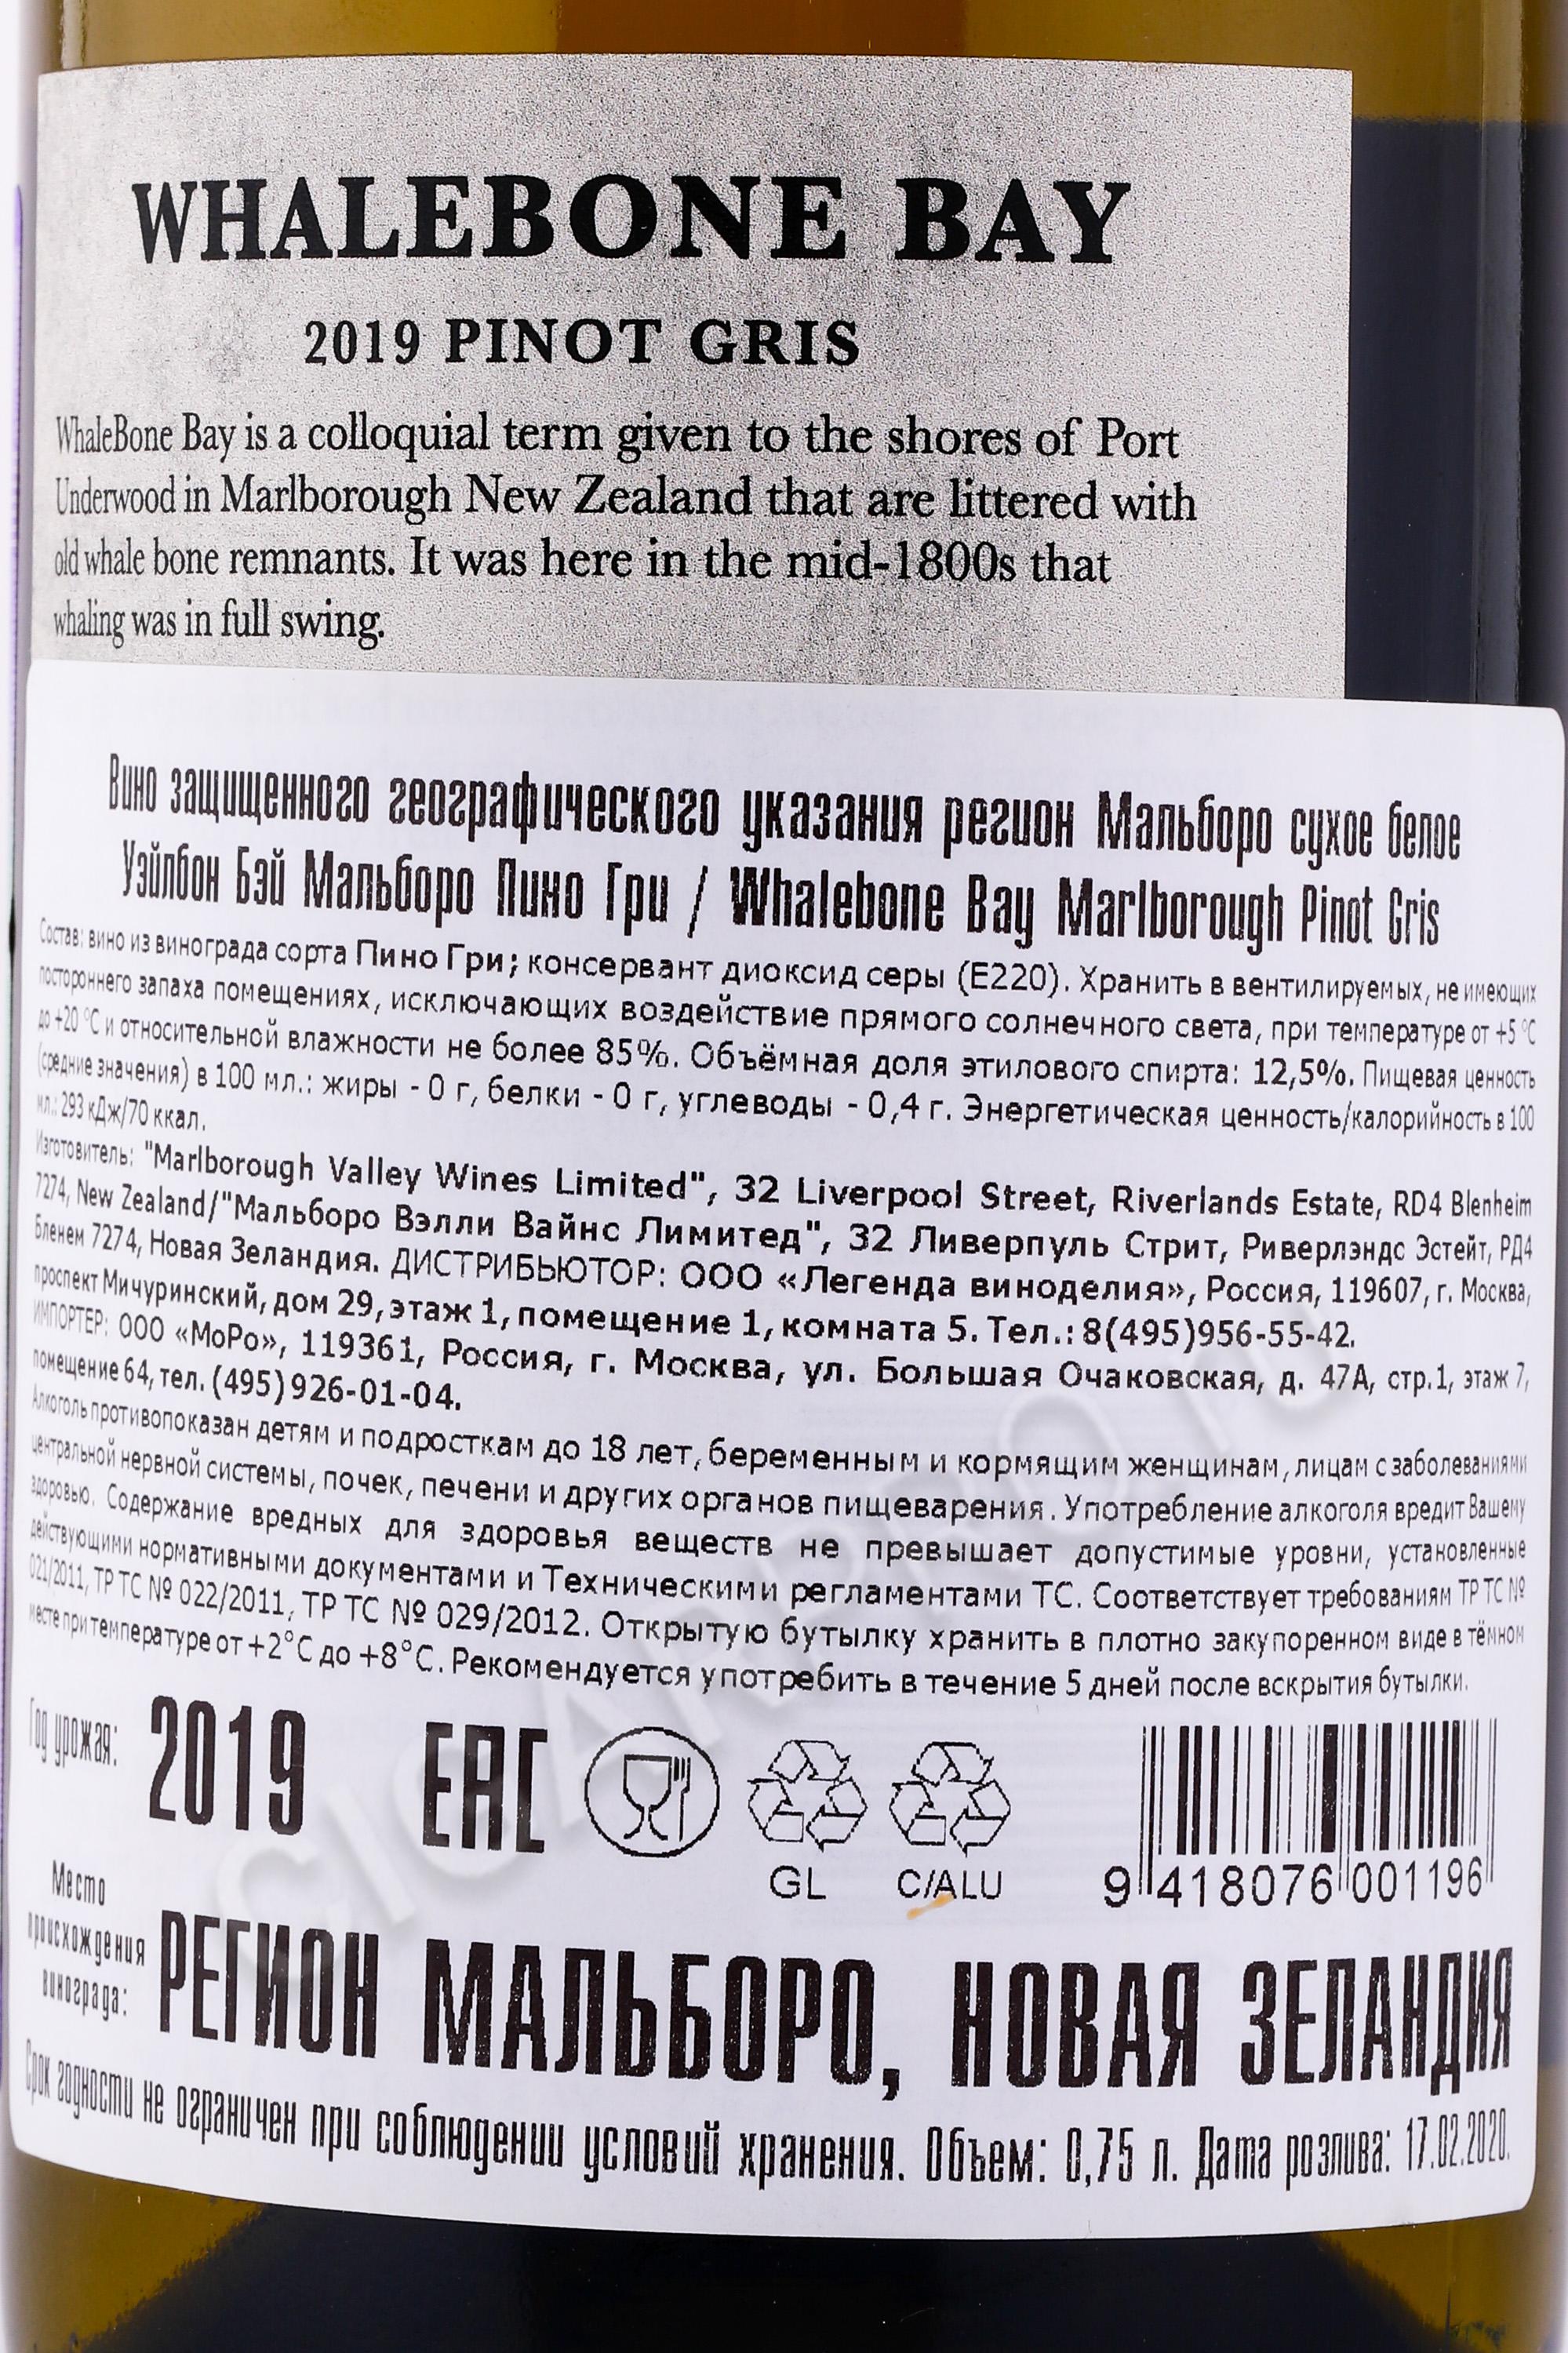 WHALEBONE BAY
2019 PINOT GRIS
WhaleBone Bay is a colloquial term given to the shores of Port
Underwood in Marlborough New Zealand that are littered with
old whale bone remnants. It was here in the mid-1800s that
whaling was in full swing.
Вино защищенного географического указания регион Мальборо сухое белое
Уэйлбон Бэй Мальборо Пино Гри / Whalebone Bay Marlborough Pinot Gris
Состав: вино из винограда сорта Пино Гри; консервант диоксид серы (Е220). Хранить в вентилируемых, не имеющих
постороннего запаха помещениях, исключающих воздействие прямого солнечного света, при температуре от +5 °С
до +20 °С и относительной влажности не более 85%. Объёмная доля этилового спирта: 12,5%. Пищевая ценность
(средние значения) в 100 мл.: жиры - 0 г, белки - 0 г, углеводы - 0,4 г. Энергетическая ценность/калорийность в 100
мл.: 293 кДж/70 ккал.
Изготовитель: "Marlborough Valley Wines Limited", 32 Liverpool Street, Riverlands Estate, RD4 Blenheim
7274, New Zealand/"Мальборо Вэлли Вайнс Лимитед", 32 Ливерпуль Стрит, Риверлэндс Эстейт, РД4
Бленем 7274, Новая Зеландия. ДИСТРИБЬЮТОР: ООО «Легенда виноделия», Россия, 119607, г. Москва,
проспект Мичуринский, дом 29, этаж 1, помещение 1, комната 5. Тел.: 8(495)956-55-42.
ИМПОРТЕР: ООО «МоРо», 119361, Россия, г. Москва, ул. Большая Очаковская, д. 47А, стр.1, этаж 7,
помещение 64, тел. (495) 926-01-04.
Алкоголь противопоказан детям и подросткам до 18 лет, беременным и кормящим женщинам, лицам с заболеваниями
центральной нервной системы, почек, печени и других органов пищеварения. Употребление алкоголя вредит Вашему
здоровью. Содержание вредных для здоровья веществ не превышает допустимые уровни, установленные
действующими нормативными документами и Техническими регламентами ТС. Соответствует требованиям ТР ТС №
021/2011, ТР ТС № 022/2011, ТР ТС № 029/2012. Открытую бутылку хранить в плотно закупоренном виде в тёмном
месте при температуре от +2°С до +8°С. Рекомендуется употребить в течение 5 дней после вскрытия бутылки.
Год урожая: 2019 EAC
GL C/ALU
9 418076 001196
Место
происхождения
винограда:
РЕГИОН МАЛЬБОРО, НОВАЯ ЗЕЛАНДИЯ
Срок годности не ограничен при соблюдении условий хранения. Объем: 0,75 л. Дата розлива: 17.02.2020.
CIGARPRO.ru